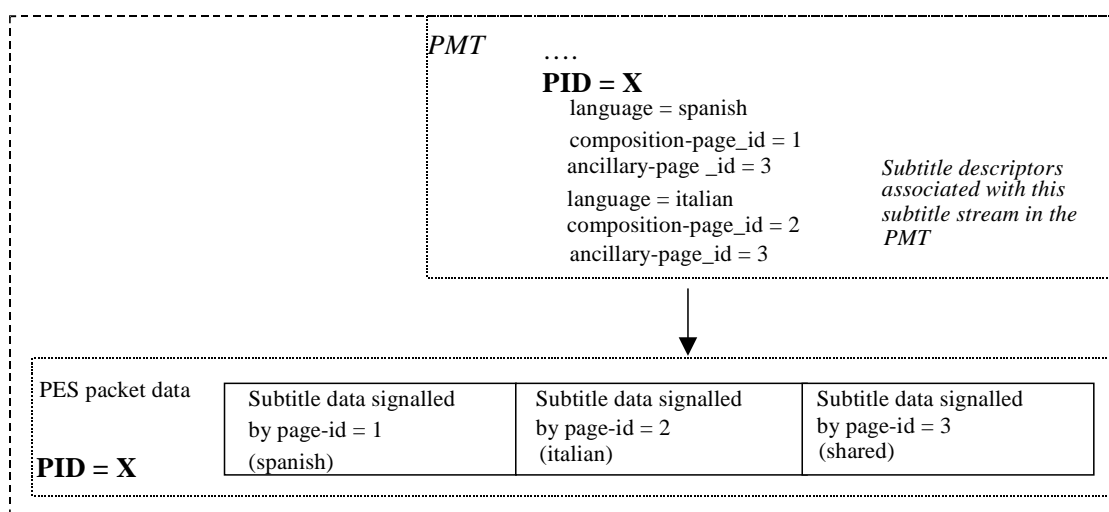 PMT
....
PID = X
language = spanish
composition-page_id = 1
ancillary-page _id = 3
language = italian
composition-page_id = 2
ancillary-page_id = 3
Subtitle descriptors
associated with this
subtitle stream in the
PMT
PES packet data
PID = X
Subtitle data signalled
by page-id = 1
(spanish)
Subtitle data signalled
by page-id = 2
(italian)
Subtitle data signalled
by page-id = 3
(shared)